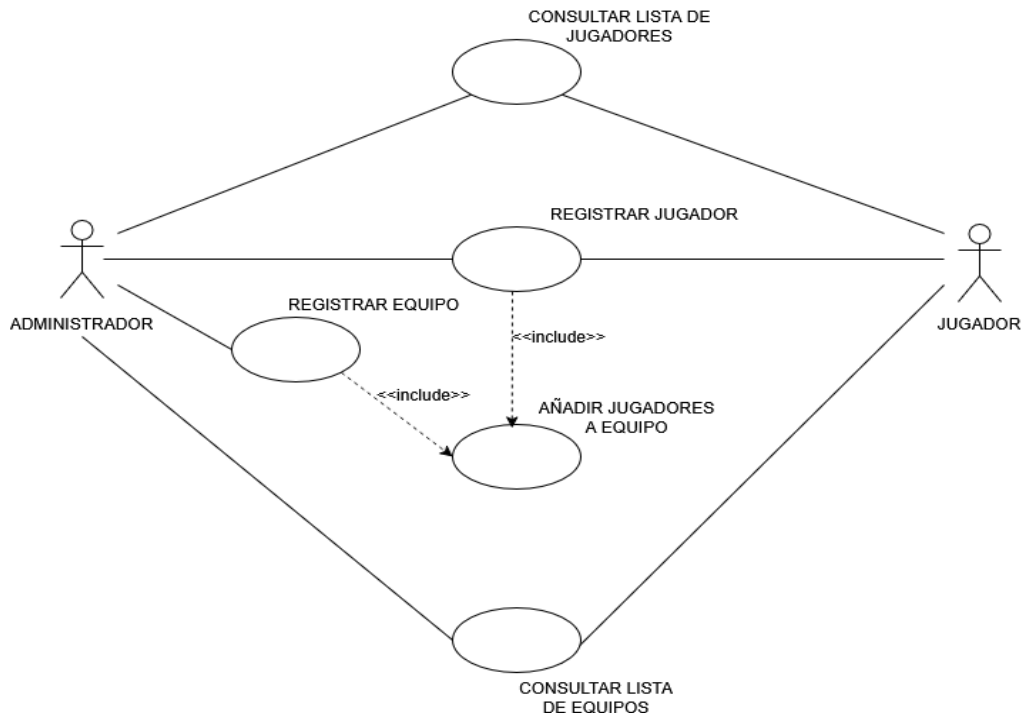 CONSULTAR LISTA DE
JUGADORES
REGISTRAR JUGADOR
REGISTRAR EQUIPO
ADMINISTRADOR
JUGADOR
<<include>>
<<include>>
AÑADIR JUGADORES
A EQUIPO
CONSULTAR LISTA
DE EQUIPOS